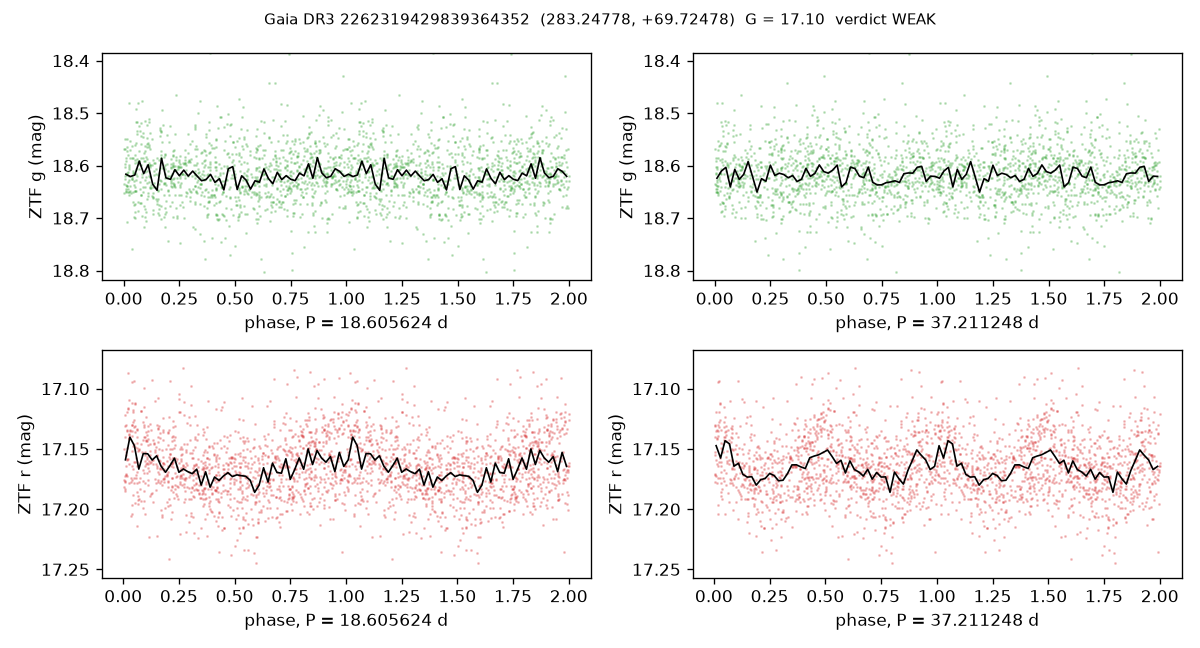 Gaia DR3 2262319429839364352 (283.24778, +69.72478) G = 17.10 verdict WEAK
ZTF g (mag)
18.4
18.5
18.6
18.7
18.8
0.00 0.25 0.50 0.75 1.00 1.25 1.50 1.75 2.00
phase, P = 18.605624 d
ZTF g (mag)
18.4
18.5
18.6
18.7
18.8
0.00 0.25 0.50 0.75 1.00 1.25 1.50 1.75 2.00
phase, P = 37.211248 d
ZTF r (mag)
17.10
17.15
17.20
17.25
0.00 0.25 0.50 0.75 1.00 1.25 1.50 1.75 2.00
phase, P = 18.605624 d
ZTF r (mag)
17.10
17.15
17.20
17.25
0.00 0.25 0.50 0.75 1.00 1.25 1.50 1.75 2.00
phase, P = 37.211248 d